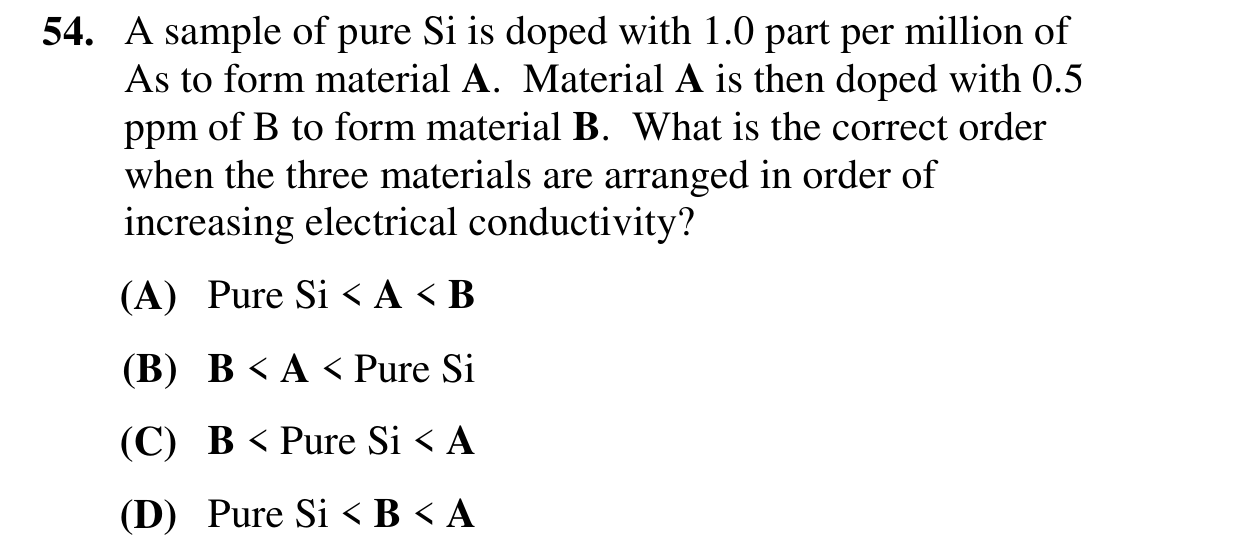 54. A sample of pure Si is doped with 1.0 part per million of
As to form material A. Material A is then doped with 0.5
ppm of B to form material B. What is the correct order
when the three materials are arranged in order of
increasing electrical conductivity?
(A) Pure Si < A < B
(B) B < A < Pure Si
(C) B < Pure Si < A
(D) Pure Si < B < A